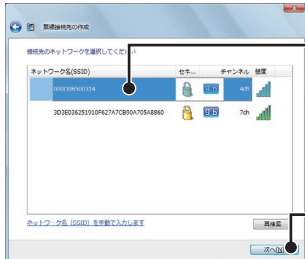 無線接続先の作成
接続先のネットワークを選択してください
ネットワーク名(SSID) セキ... チャンネル 強度
4ch
3D3E036251910F627A7CB90A705A8860 7ch
ネットワーク名（SSID）を手動で入力します
再検索
次へ(N)